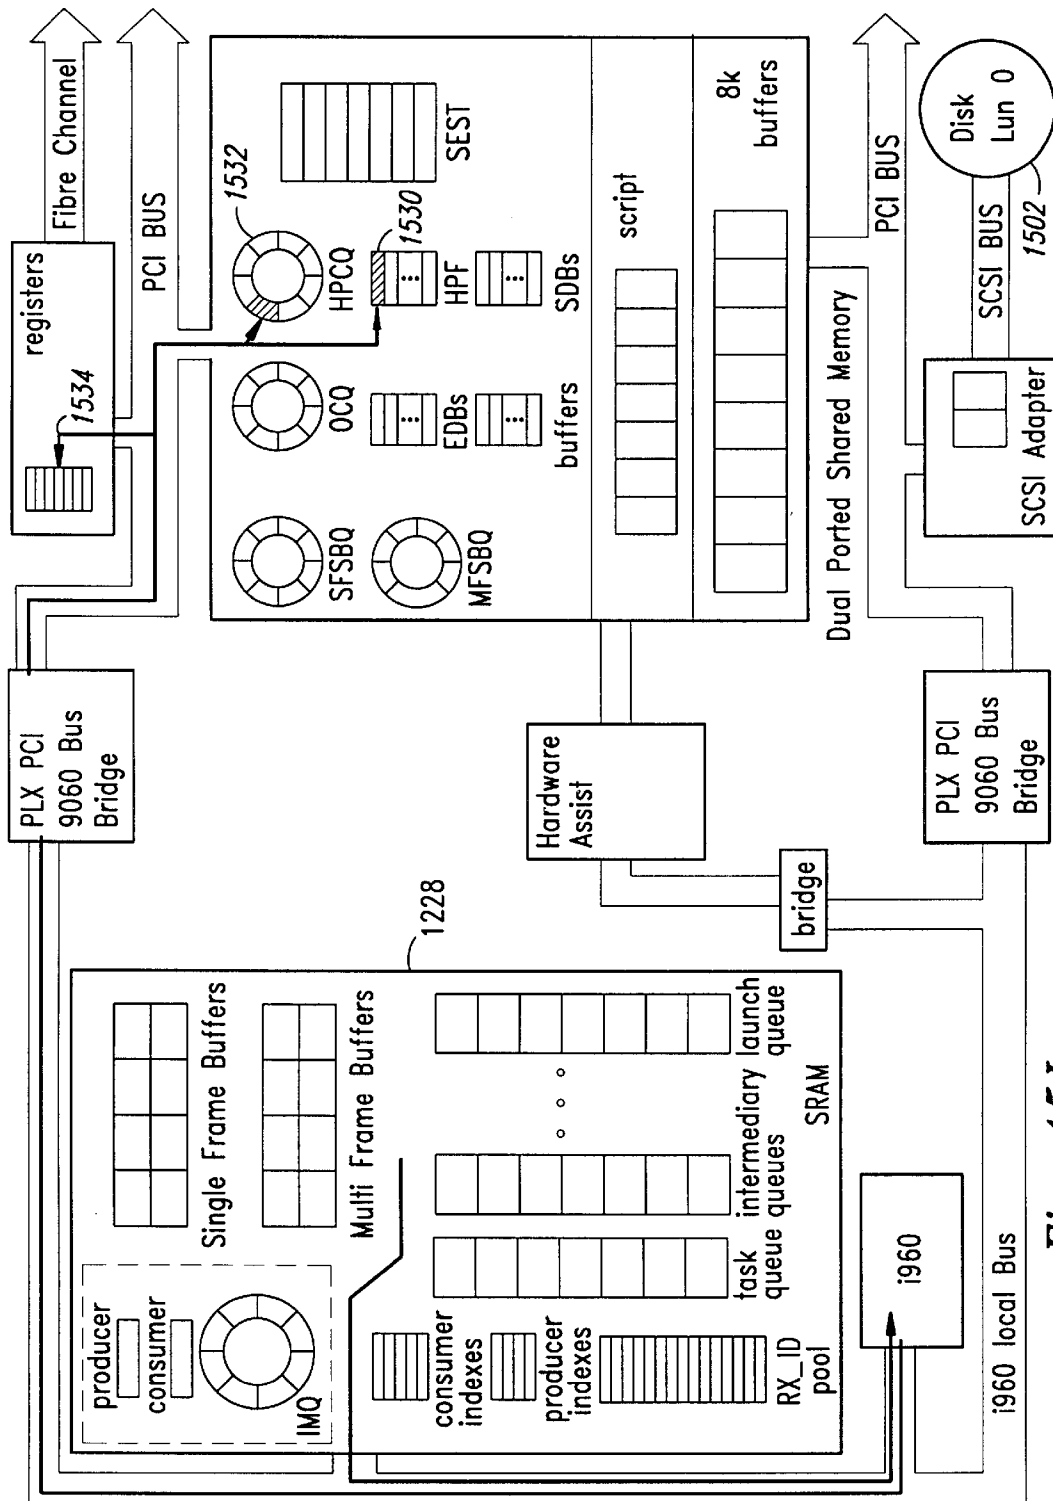 Fibre Channel
PCI BUS
registers
1534
1532
SEST
HPCQ
1530
HPF
SDBs
OCQ
EDBs
buffers
SFSBQ
MFSBQ
script
8k
buffers
Dual Ported Shared Memory
PCI BUS
Disk
Lun 0
1502
SCSI BUS
SCSI Adapter
PLX PCI
9060 Bus
Bridge
Hardware
Assist
bridge
PLX PCI
9060 Bus
Bridge
1228
Single Frame Buffers
Multi Frame Buffers
launch
queue
intermediary
queues
task
queue
SRAM
producer
consumer
IMQ
consumer
indexes
producer
indexes
RX_ID
pool
i960
i960 local Bus